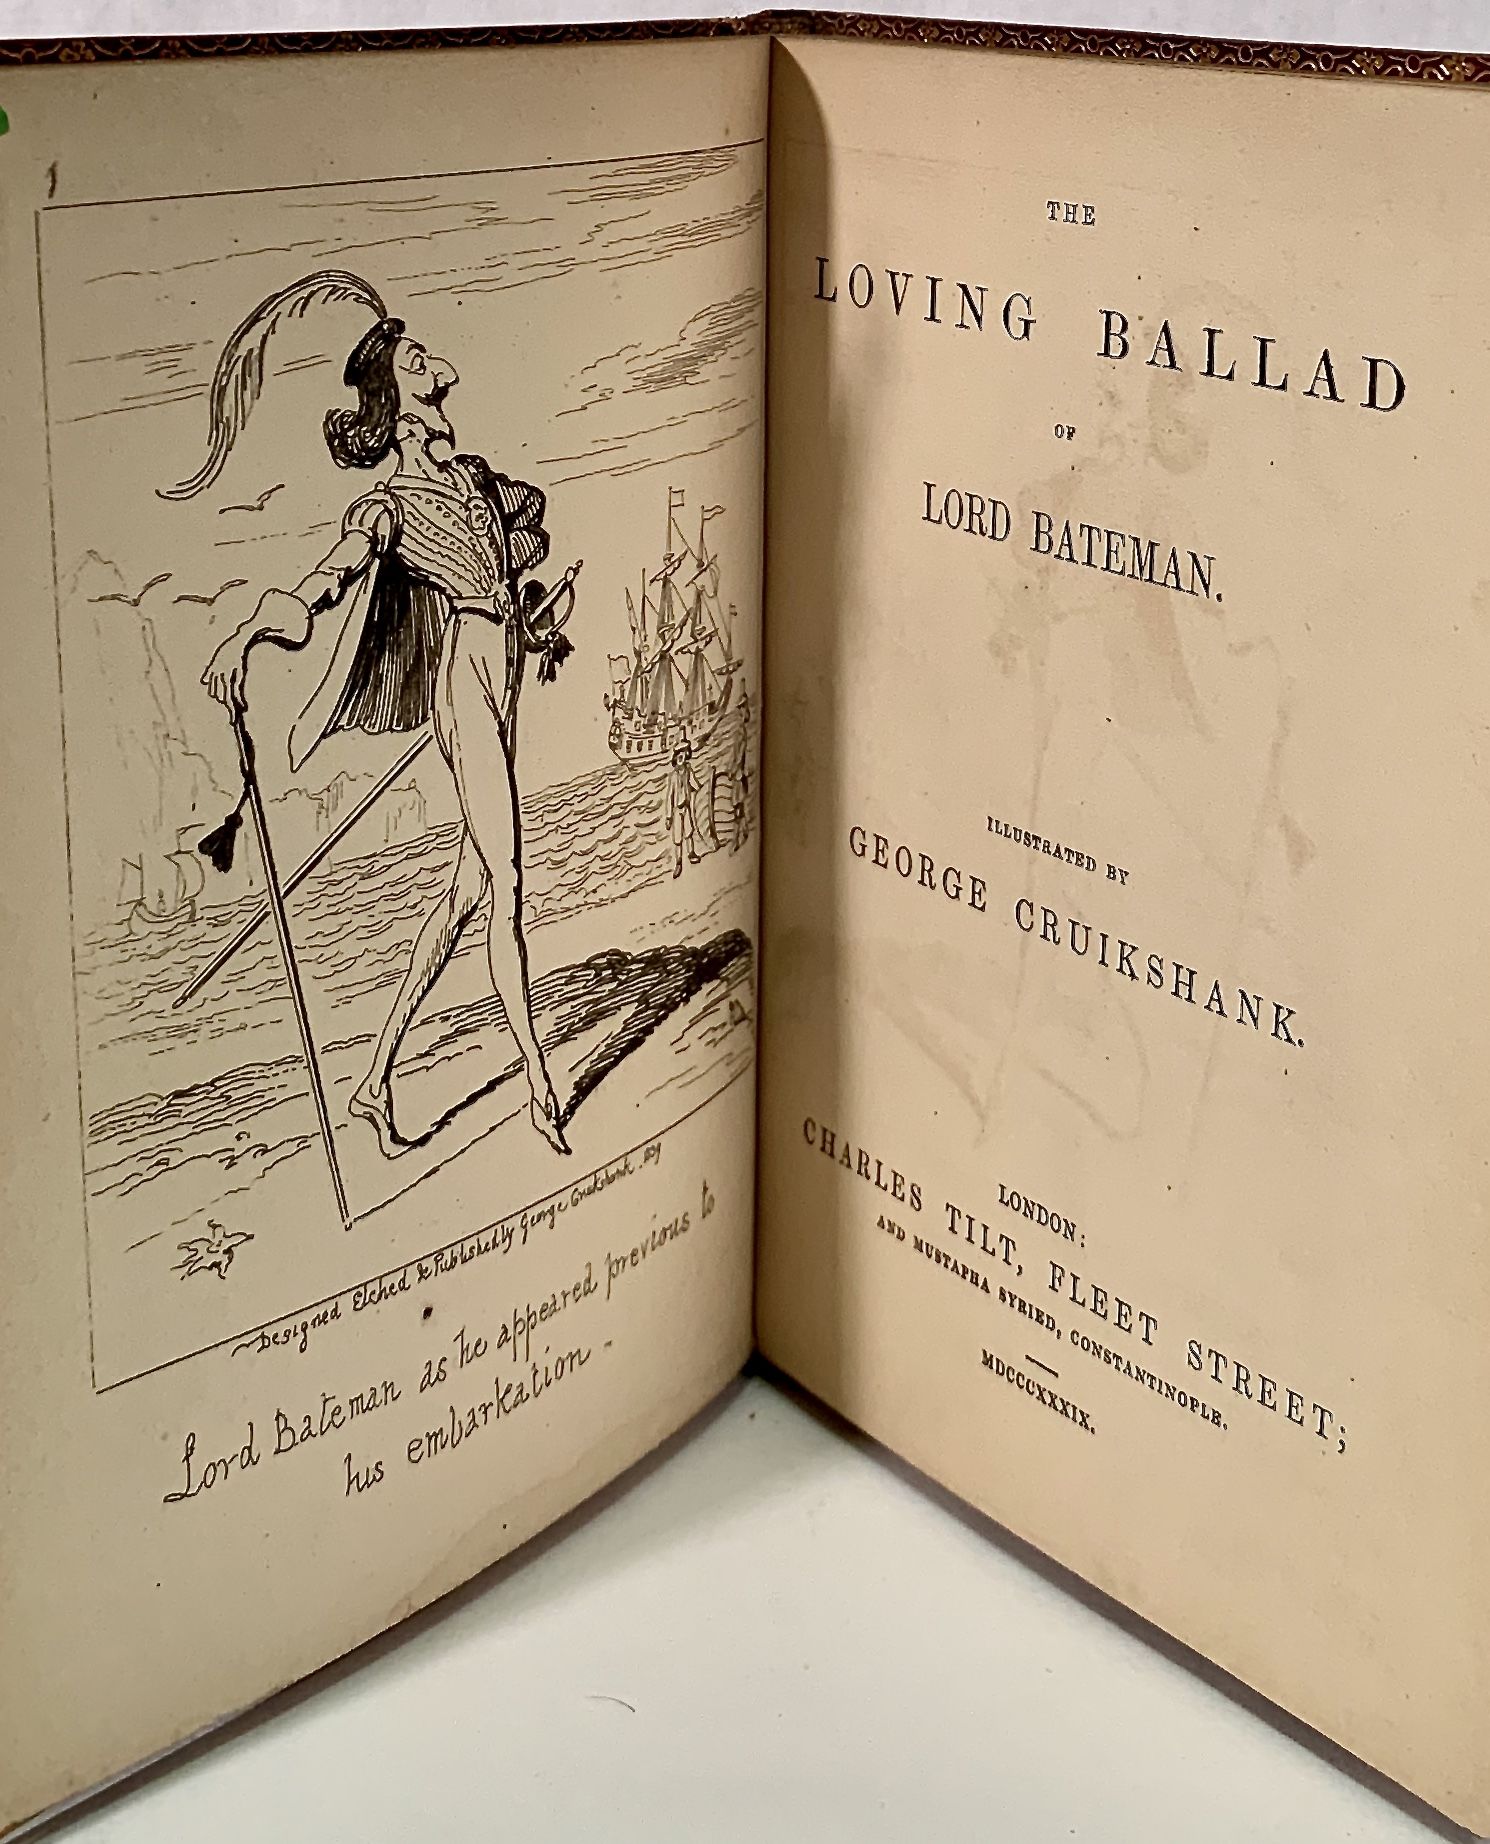 ~Designed Etched & Published by George Cruikshank. 1839
Lord Bateman as he appeared previous to
his embarkation -
THE
LOVING BALLAD
OF
LORD BATEMAN.
ILLUSTRATED BY
GEORGE CRUIKSHANK.
LONDON:
CHARLES TILT, FLEET STREET;
AND MUSTAPHA SYRIED, CONSTANTINOPLE.
MDCCCXXXIX.